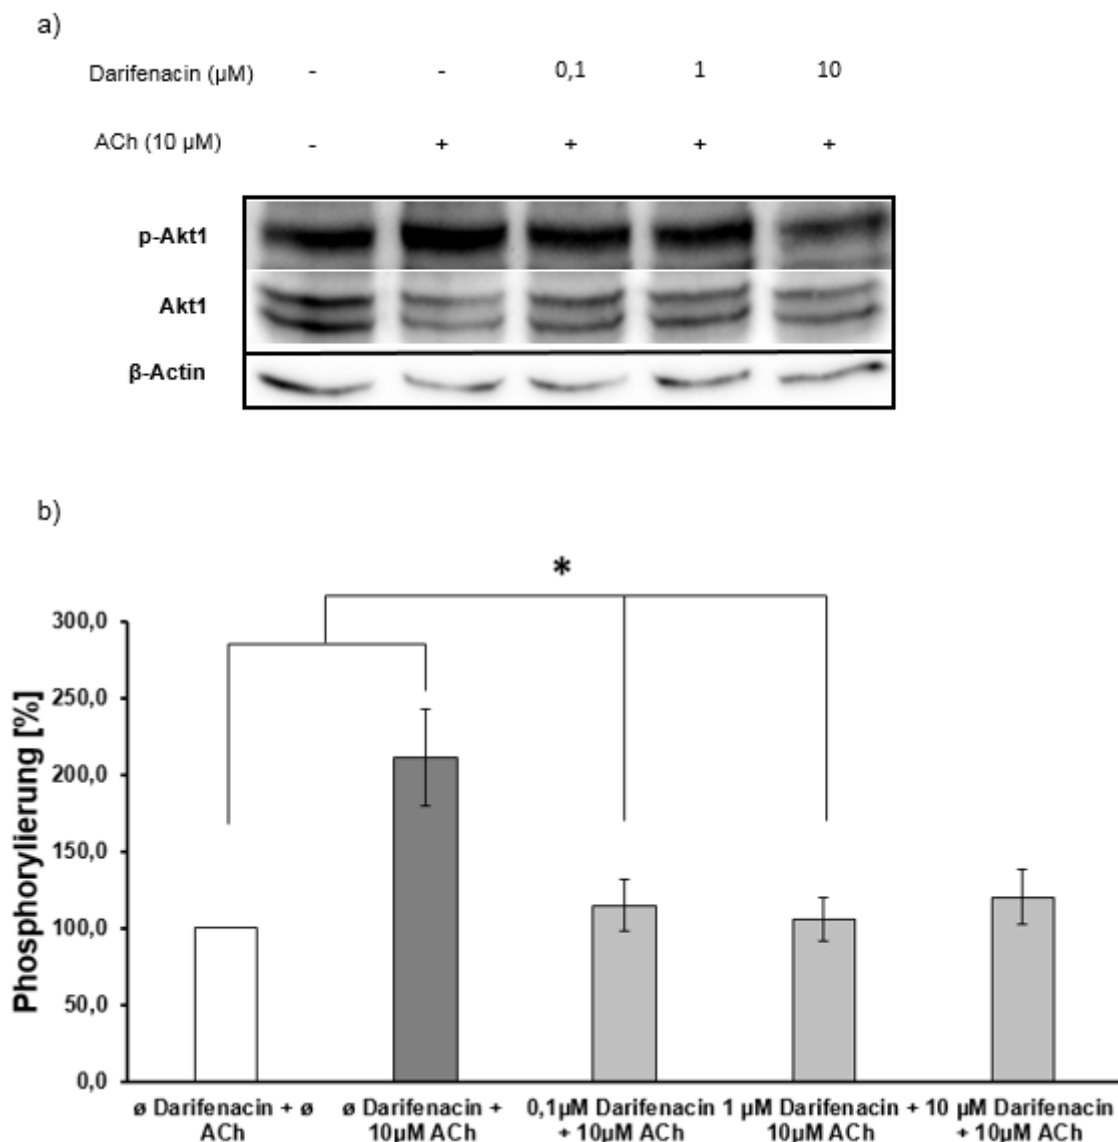 a)
Darifenacin (µM) - - 0,1 1 10
ACh (10 µM) - + + + +
p-Akt1
Akt1
β-Actin
b)
*
300,0
250,0
200,0
150,0
100,0
50,0
0,0
Phosphorylierung [%]
ø Darifenacin + ø
ACh
ø Darifenacin +
10µM ACh
0,1µM Darifenacin
+ 10µM ACh
1 µM Darifenacin +
10µM ACh
10 µM Darifenacin
+ 10µM ACh